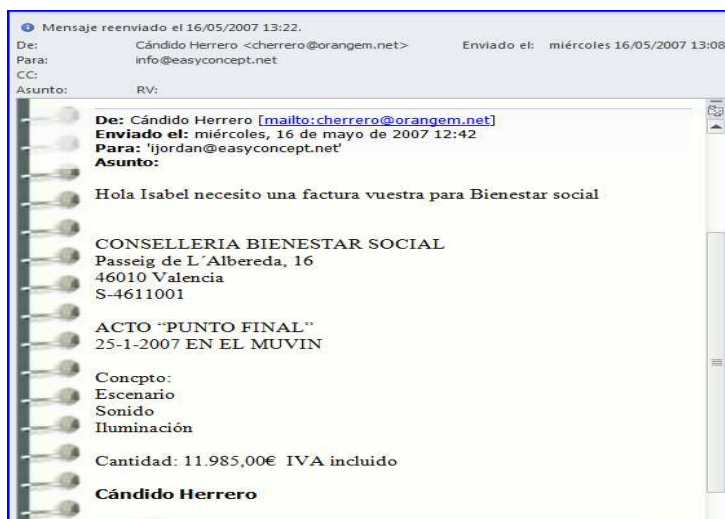 Mensaje reenviado el 16/05/2007 13:22.
De: Cándido Herrero <cherrero@orangem.net> Enviado el: miércoles 16/05/2007 13:08
Para: info@easyconcept.net
CC:
Asunto: RV:
De: Cándido Herrero [mailto:cherrero@orangem.net]
Enviado el: miércoles, 16 de mayo de 2007 12:42
Para: 'ijordan@easyconcept.net'
Asunto:
Hola Isabel necesito una factura vuestra para Bienestar social
CONSELLERIA BIENESTAR SOCIAL
Passeig de L´Albereda, 16
46010 Valencia
S-4611001
ACTO “PUNTO FINAL”
25-1-2007 EN EL MUVIN
Concpto:
Escenario
Sonido
Iluminación
Cantidad: 11.985,00€ IVA incluido
Cándido Herrero